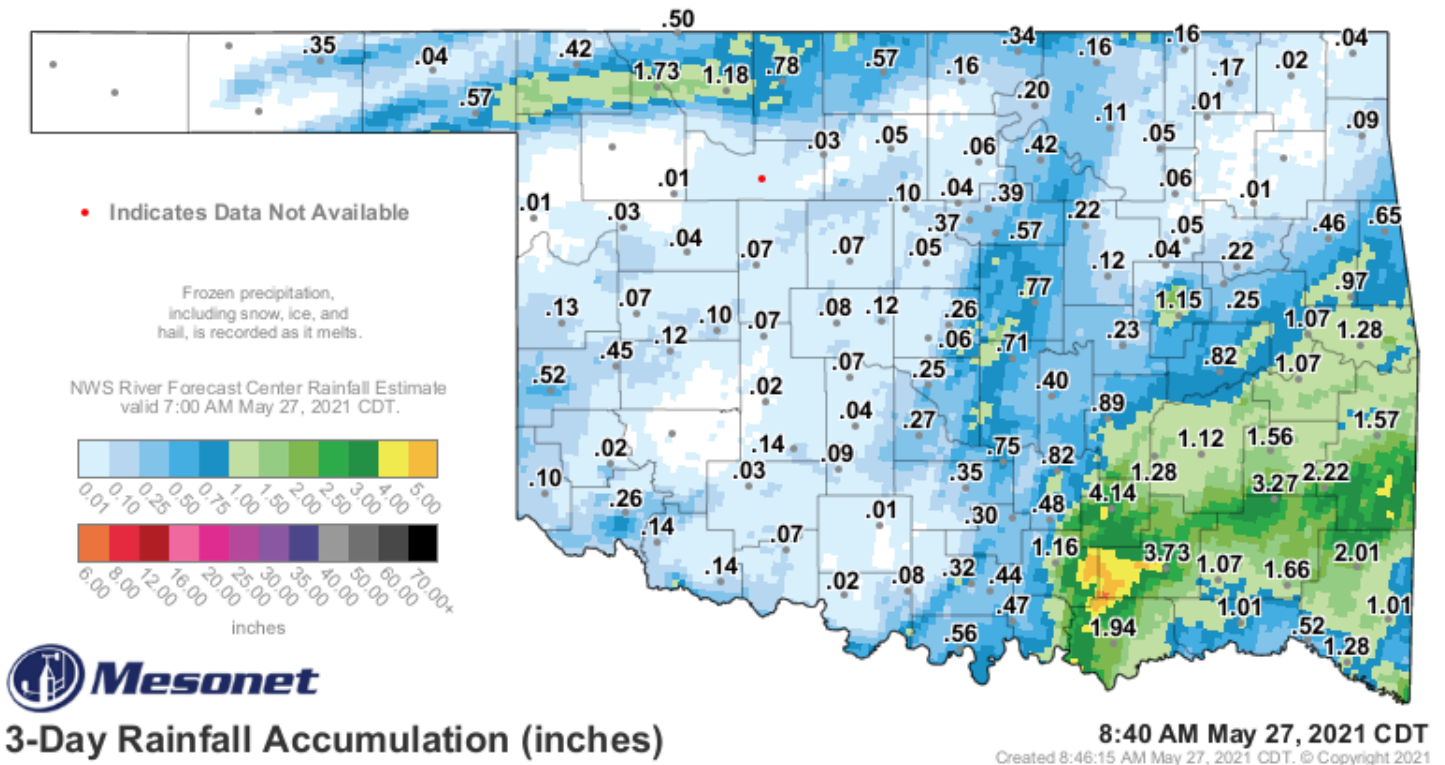 .50
.35 .04 .42 1.73 1.18 .78 .57 .16 .34 .16 .16 .17 .02 .04
.57 .20 .11 .01
.03 .05 .06 .42 .05 .09
.01 .10 .04 .39 .06 .01
.01 .03 .37 .57 .22 .05 .46 .65
Indicates Data Not Available
.04 .07 .07 .05 .12 .04 .22
Frozen precipitation,
including snow, ice, and
hail, is recorded as it melts.
.13 .07 .10 .07 .08 .12 .26 .77 1.15 .25 .97
.45 .12 .06 .71 .23 1.07 1.28
NWS River Forecast Center Rainfall Estimate
valid 7:00 AM May 27, 2021 CDT.
.52 .02 .07 .25 .40 .82 1.07
.04 .27 .89 1.57
.02 .14 .09 .75 .82 1.12 1.56
.10 .03 .35 1.28 3.27 2.22
0.01 0.10 0.25 0.50 0.75 1.00 1.50 2.00 2.50 3.00 4.00 5.00
.26 .14 .01 .30 .48 4.14
.07 1.16 3.73 2.01
.14 .02 .08 .32 .44 1.07 1.66
6.00 8.00 12.00 16.00 20.00 25.00 30.00 35.00 40.00 50.00 60.00 70.00+
.47 1.01 1.01
inches
.56 1.94 .52 1.28
Mesonet
3-Day Rainfall Accumulation (inches)
8:40 AM May 27, 2021 CDT
Created 8:46:15 AM May 27, 2021 CDT. © Copyright 2021